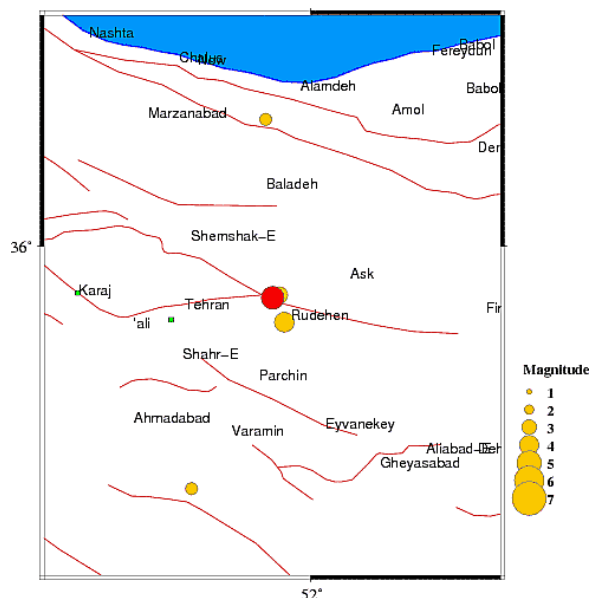 Nashta
Babol
Chalus
Now
Fereydun
Alamdeh
Babol
Marzanabad
Amol
Der
Baladeh
Shemshak-E
36°
Ask
Karaj
Tehran
Fir
'ali
Rudehen
Shahr-E
Magnitude
Parchin
1
2
Ahmadabad
3
Eyvanekey
Varamin
4
Aliabad-E
Deh
Gheyasabad
5
6
7
52°